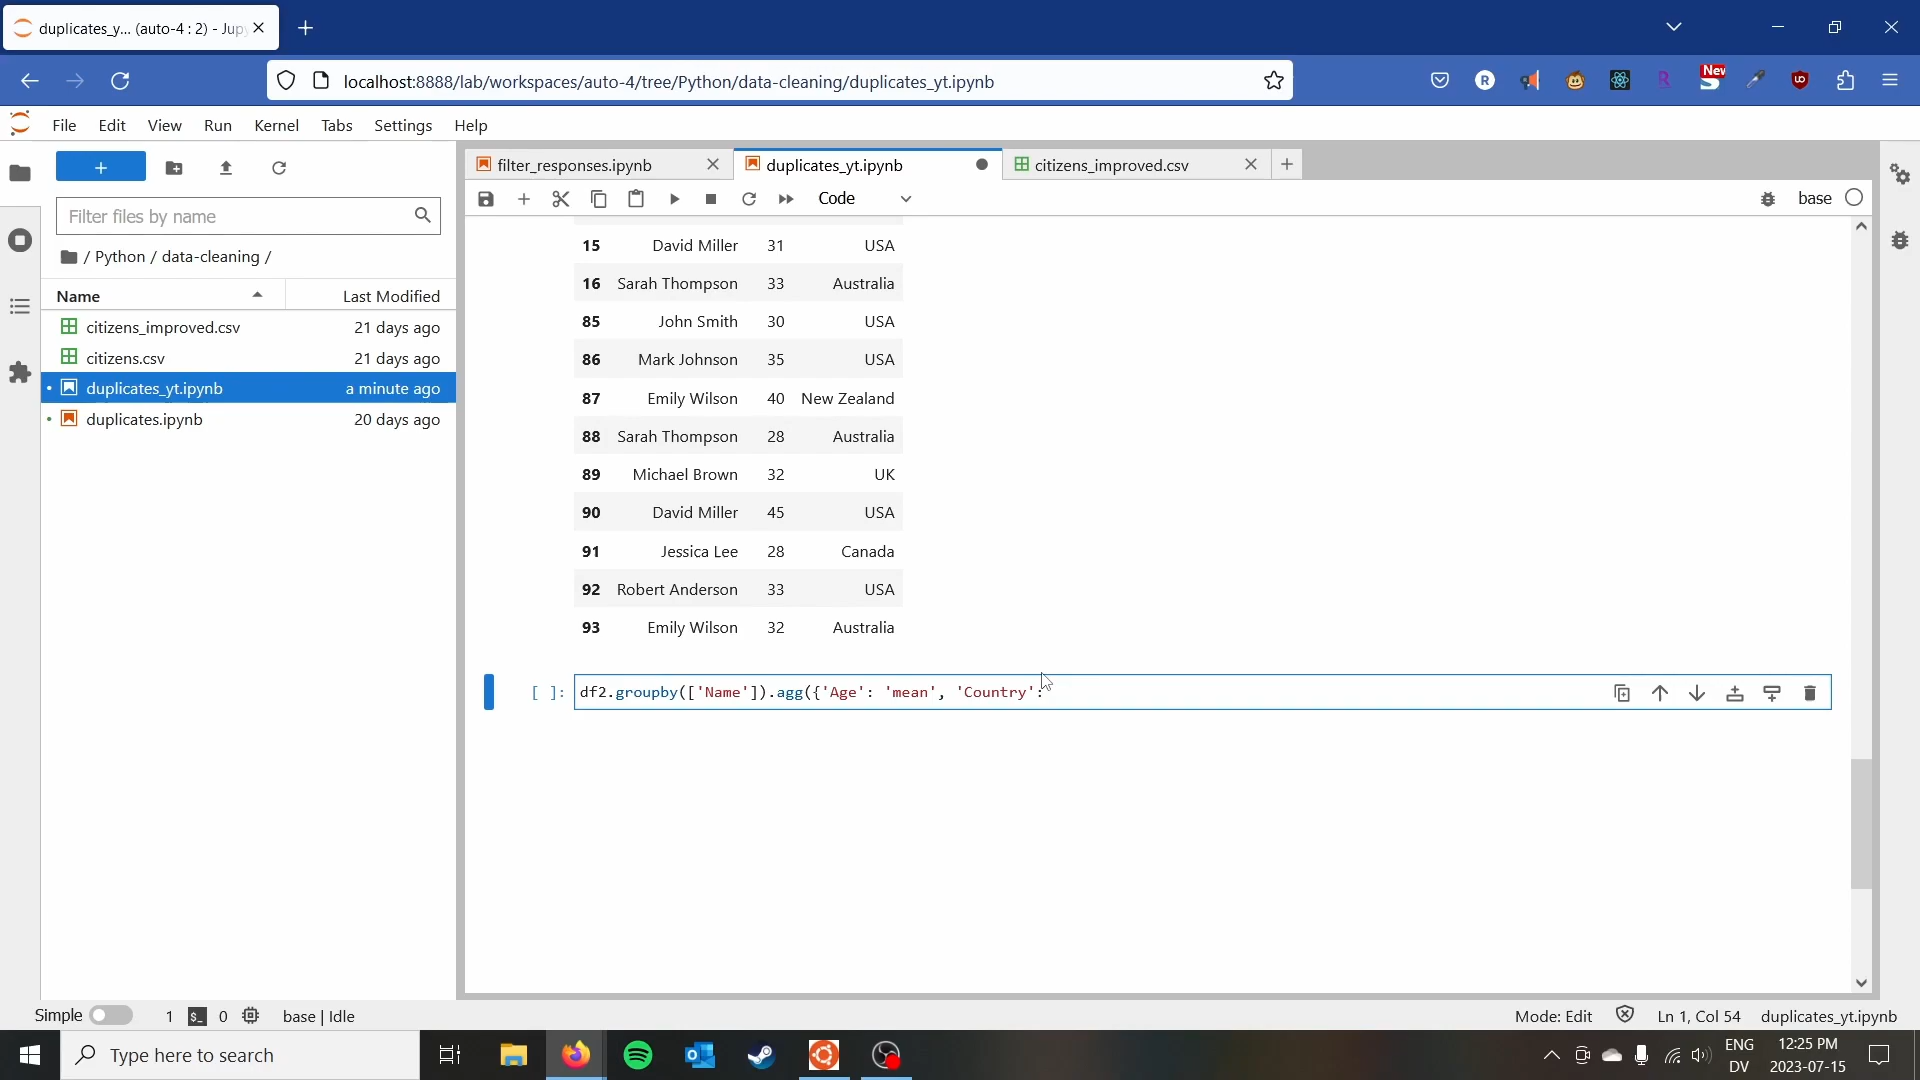 duplicates_y... (auto-4 : 2) - Jup
localhost:8888/lab/workspaces/auto-4/tree/Python/data-cleaning/duplicates_yt.ipynb
New
File Edit View Run Kernel Tabs Settings Help
filter_responses.ipynb
duplicates_yt.ipynb
citizens_improved.csv
Code
base
Filter files by name
/ Python / data-cleaning /
Name Last Modified
citizens_improved.csv 21 days ago
citizens.csv 21 days ago
duplicates_yt.ipynb a minute ago
duplicates.ipynb 20 days ago
15 David Miller 31 USA
16 Sarah Thompson 33 Australia
85 John Smith 30 USA
86 Mark Johnson 35 USA
87 Emily Wilson 40 New Zealand
88 Sarah Thompson 28 Australia
89 Michael Brown 32 UK
90 David Miller 45 USA
91 Jessica Lee 28 Canada
92 Robert Anderson 33 USA
93 Emily Wilson 32 Australia
[ ]: df2.groupby(['Name']).agg({'Age': 'mean', 'Country':
Simple 1 0 base | Idle
Mode: Edit Ln 1, Col 54 duplicates_yt.ipynb
Type here to search
ENG
DV
12:25 PM
2023-07-15